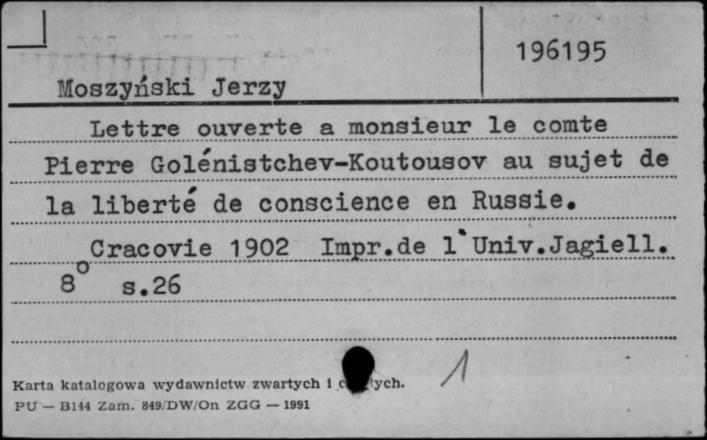 196195
Moszyński Jerzy
Lettre ouverte a monsieur le comte
Pierre Golénistchev-Koutousov au sujet de
la liberté de conscience en Russie.
Cracovie 1902 Impr.de l'Univ.Jagiell.
8° s.26
1
Karta katalogowa wydawnictw zwartych i
PU — B144 Zam. 849/DW/On ZGG — 1991